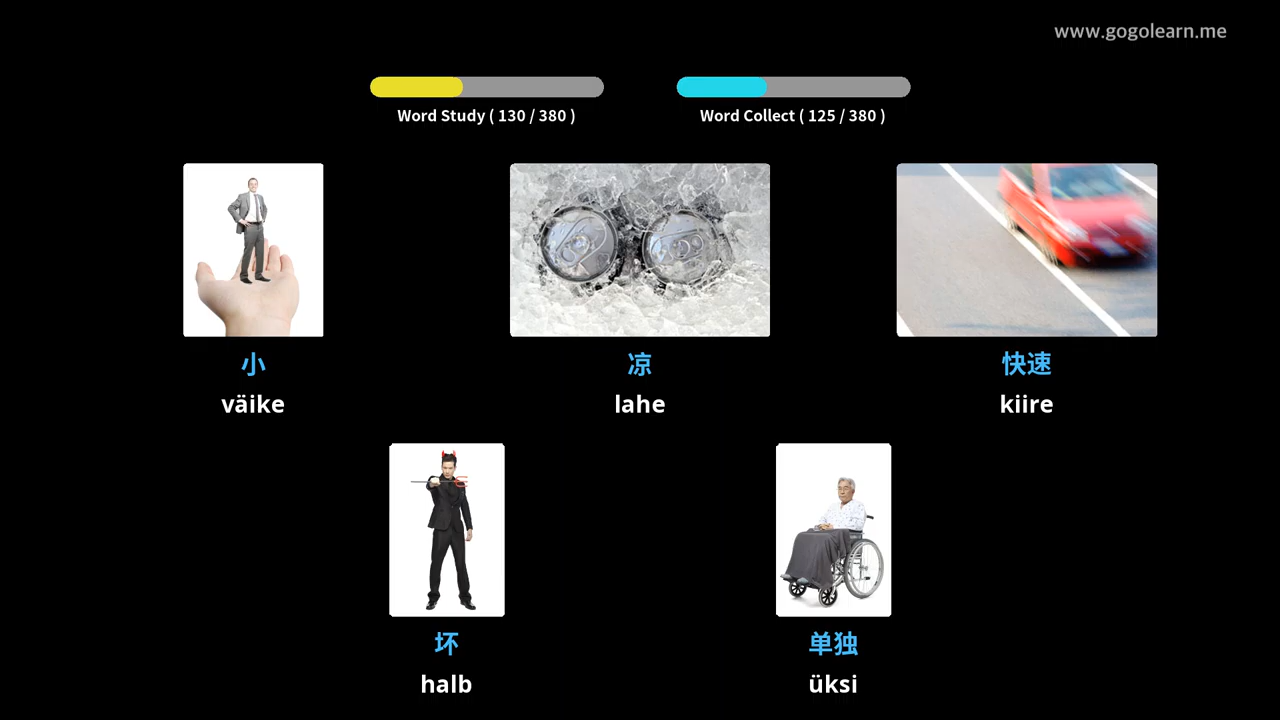 www.gogolearn.me
Word Study ( 130 / 380 )
Word Collect ( 125 / 380 )
小
väike
凉
lahe
快速
kiire
坏
halb
单独
üksi